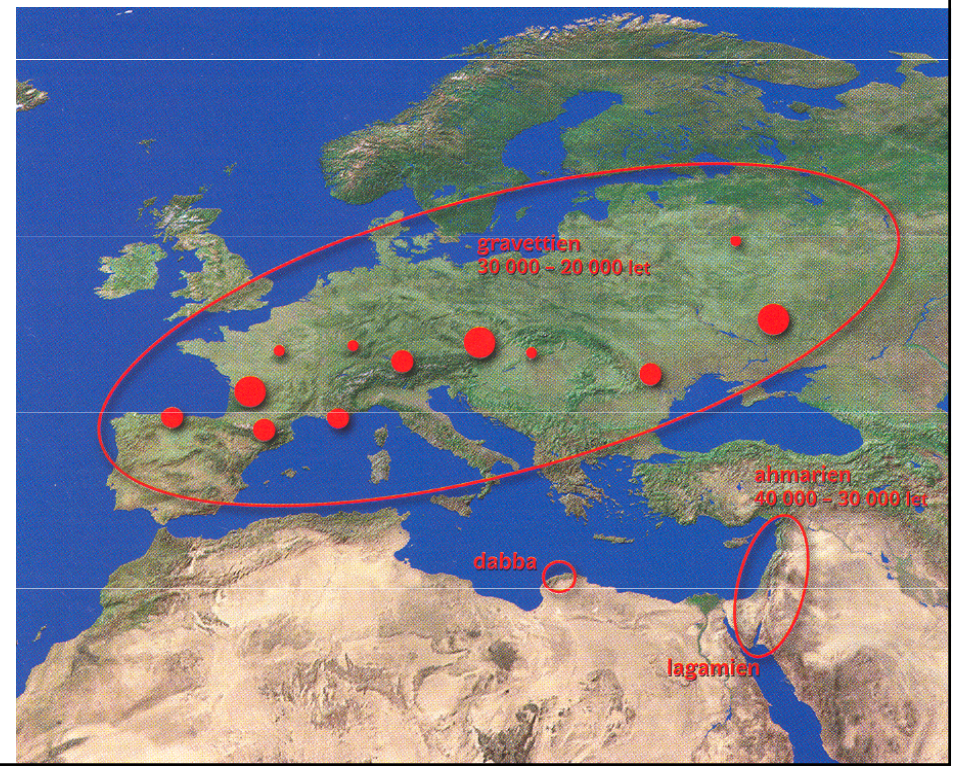 gravettien
30 000 – 20 000 let
ahmarien
40 000 – 30 000 let
dabba
lagamien